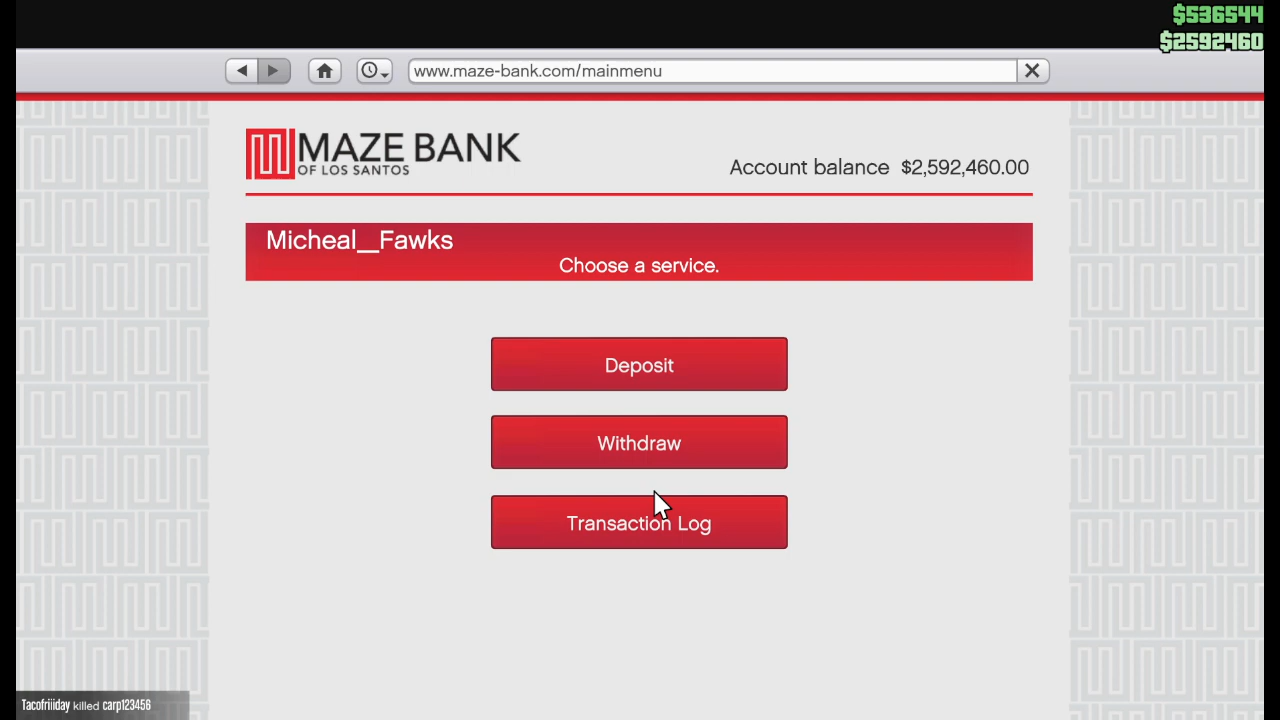 $536544
$2592460
www.maze-bank.com/mainmenu
MAZE BANK
OF LOS SANTOS
Account balance $2,592,460.00
Micheal__Fawks
Choose a service.
Deposit
Withdraw
Transaction Log
Tacofriiiday killed carp123456